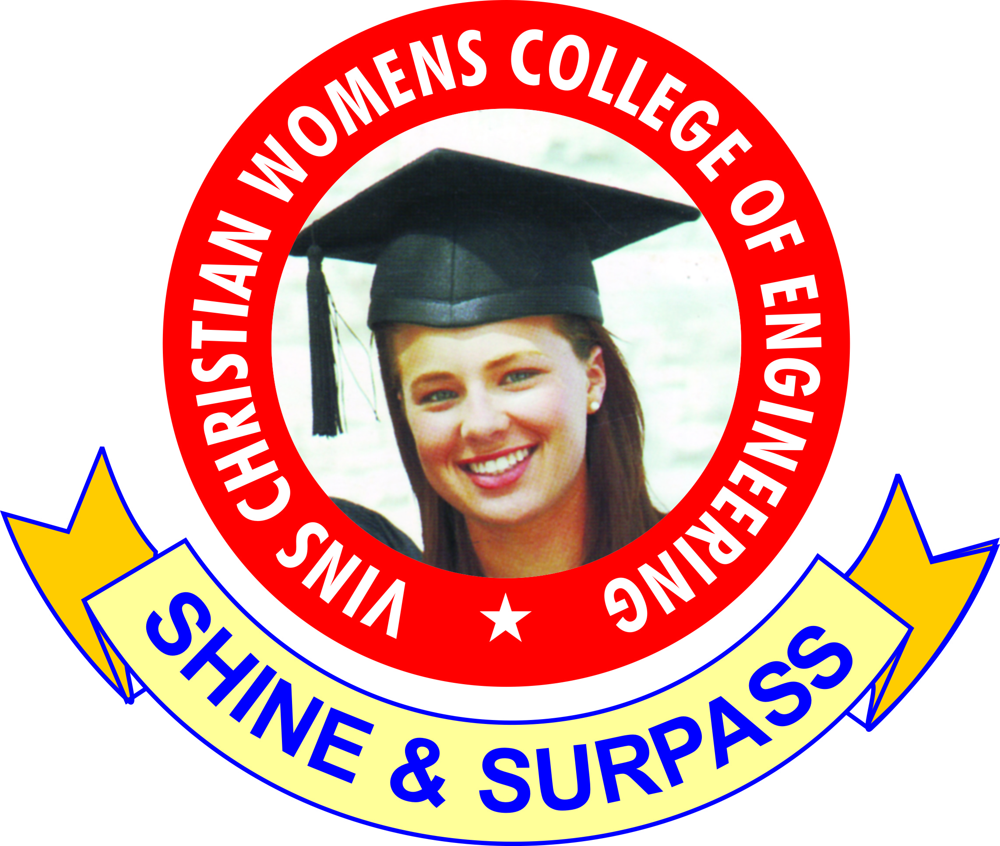 VINS CHRISTIAN WOMENS COLLEGE OF ENGINEERING
SHINE & SURPASS